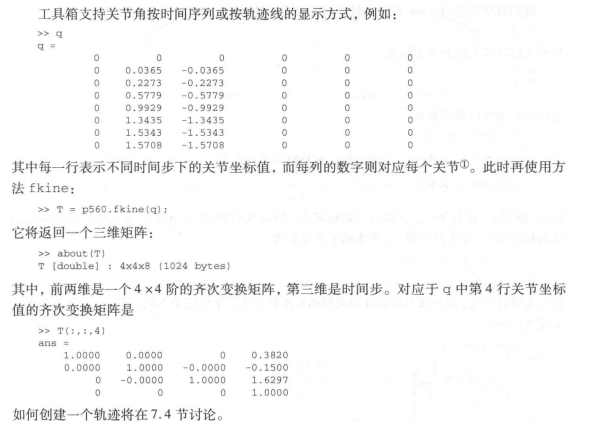 工具箱支持关节角按时间序列或按轨迹线的显示方式，例如：
>> q
q =
0 0 0 0 0 0
0 0.0365 -0.0365 0 0 0
0 0.2273 -0.2273 0 0 0
0 0.5779 -0.5779 0 0 0
0 0.9929 -0.9929 0 0 0
0 1.3435 -1.3435 0 0 0
0 1.5343 -1.5343 0 0 0
0 1.5708 -1.5708 0 0 0
其中每一行表示不同时间步下的关节坐标值，而每列的数字则对应每个关节①。此时再使用方
法 fkine：
>> T = p560.fkine(q);
它将返回一个三维矩阵：
>> about(T)
T [double] : 4x4x8 (1024 bytes)
其中，前两维是一个 4×4 阶的齐次变换矩阵，第三维是时间步。对应于 q 中第 4 行关节坐标
值的齐次变换矩阵是
>> T(:,:,4)
ans =
1.0000 0.0000 0 0.3820
0.0000 1.0000 -0.0000 -0.1500
0 -0.0000 1.0000 1.6297
0 0 0 1.0000
如何创建一个轨迹将在 7.4 节讨论。